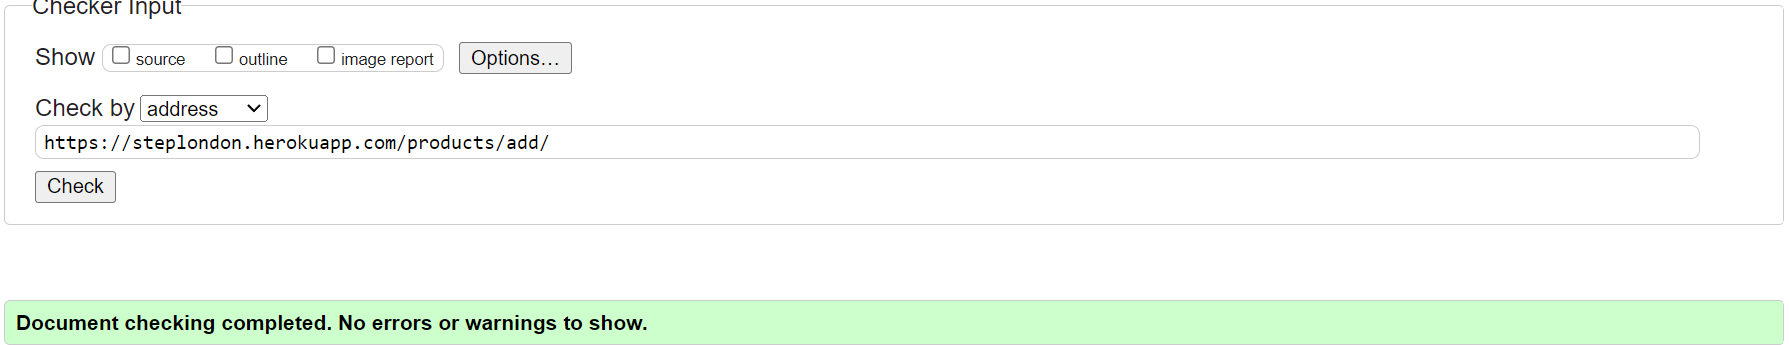 Checker Input
Show source outline image report Options...
Check by address
https://steplondon.herokuapp.com/products/add/
Check
Document checking completed. No errors or warnings to show.